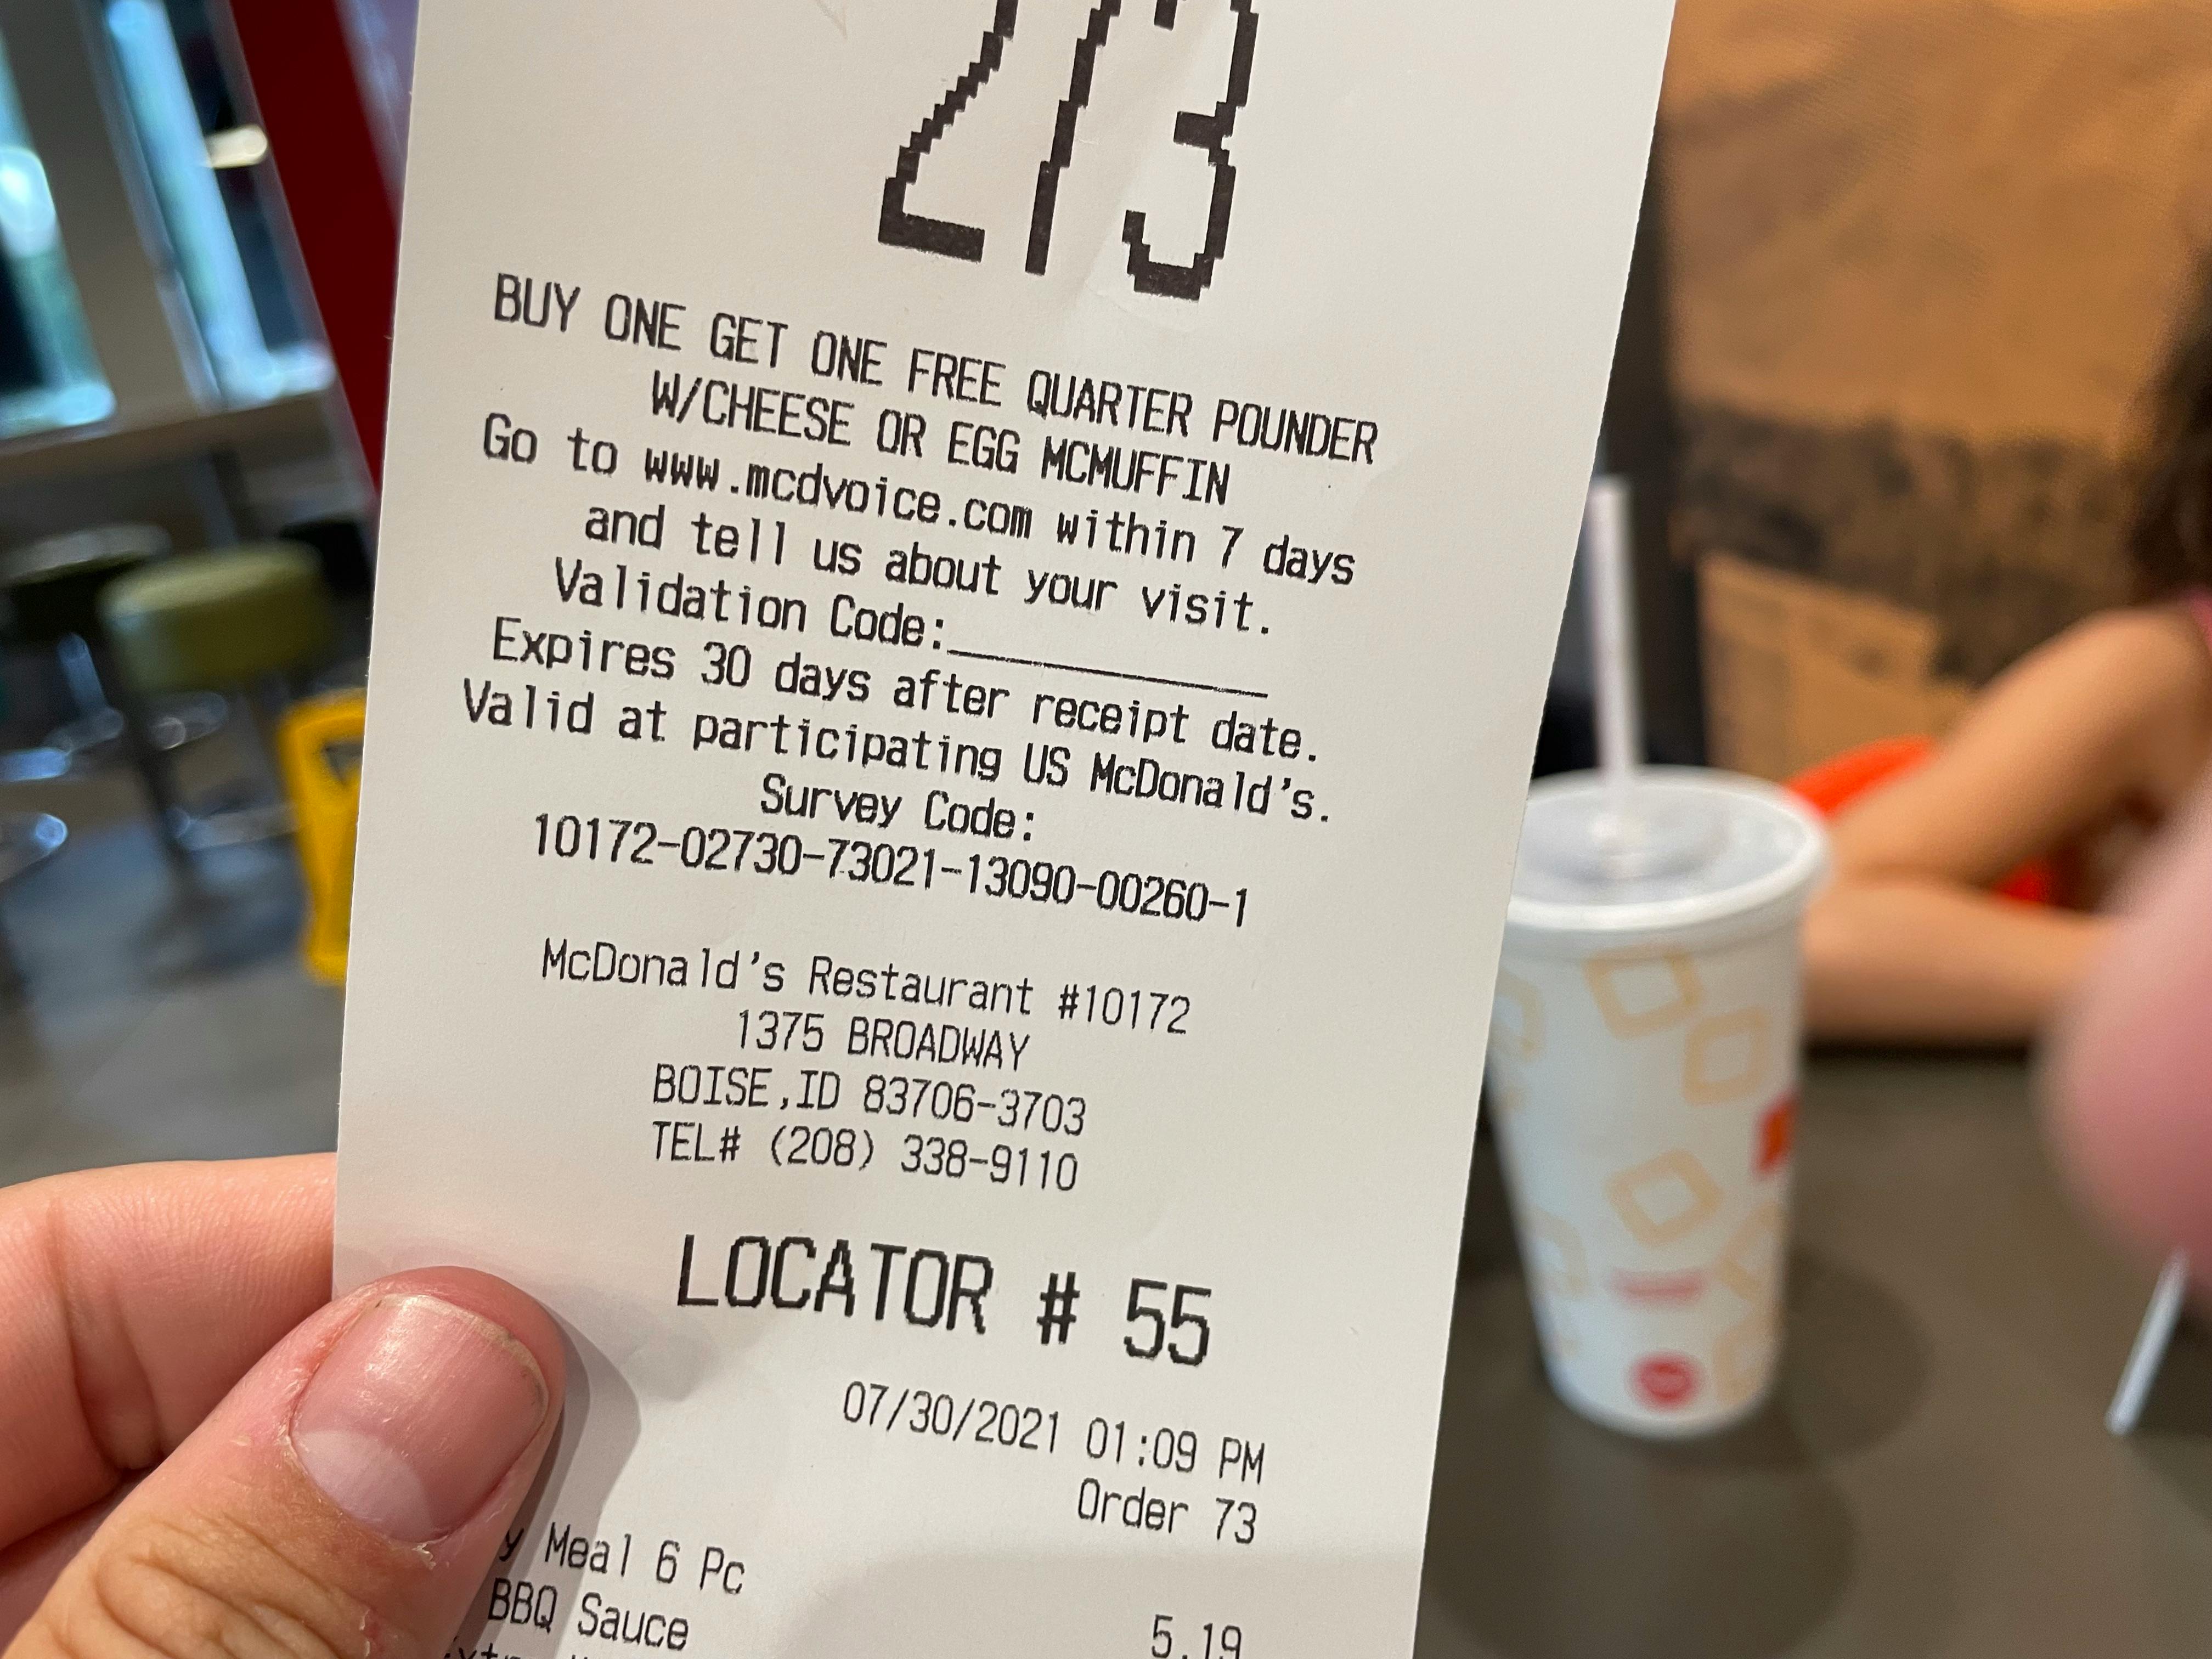 273
BUY ONE GET ONE FREE QUARTER POUNDER
W/CHEESE OR EGG MCMUFFIN
Go to www.mcdvoice.com within 7 days
and tell us about your visit.
Validation Code:__________
Expires 30 days after receipt date.
Valid at participating US McDonald's.
Survey Code:
10172-02730-73021-13090-00260-1
McDonald's Restaurant #10172
1375 BROADWAY
BOISE,ID 83706-3703
TEL# (208) 338-9110
LOCATOR # 55
07/30/2021 01:09 PM
Order 73
y Meal 6 Pc
5.19
BBQ Sauce